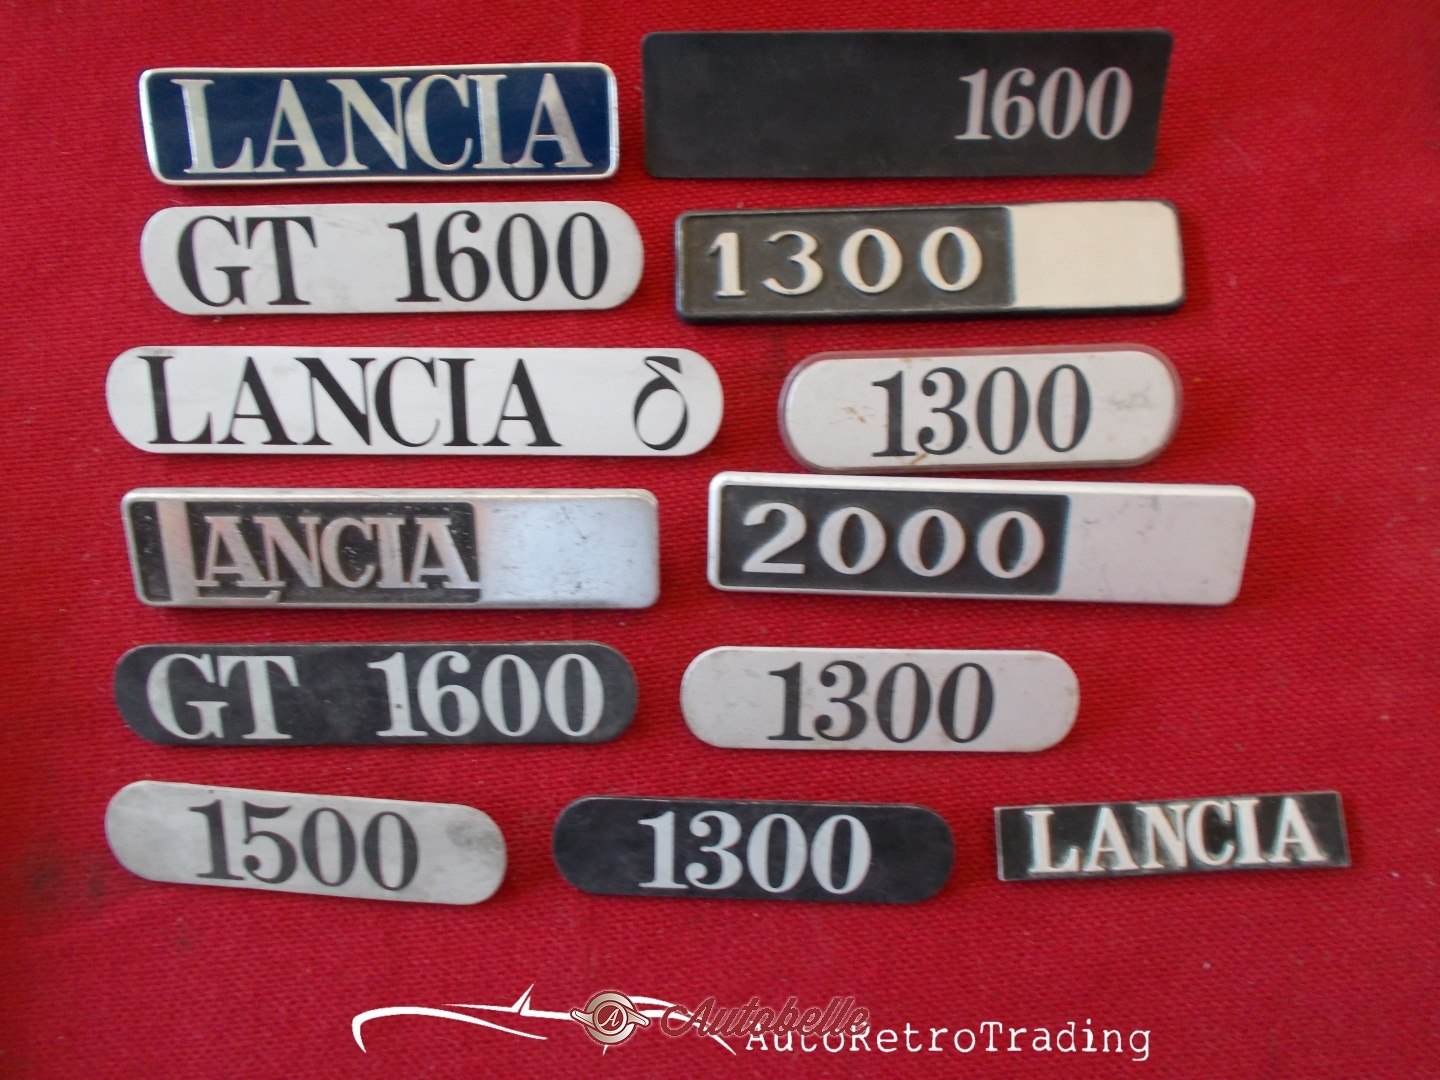 LANCIA
1600
GT 1600
1300
LANCIA δ
1300
LANCIA
2000
GT 1600
1300
1500
1300
LANCIA
A
Autobelle
AutoRetroTrading